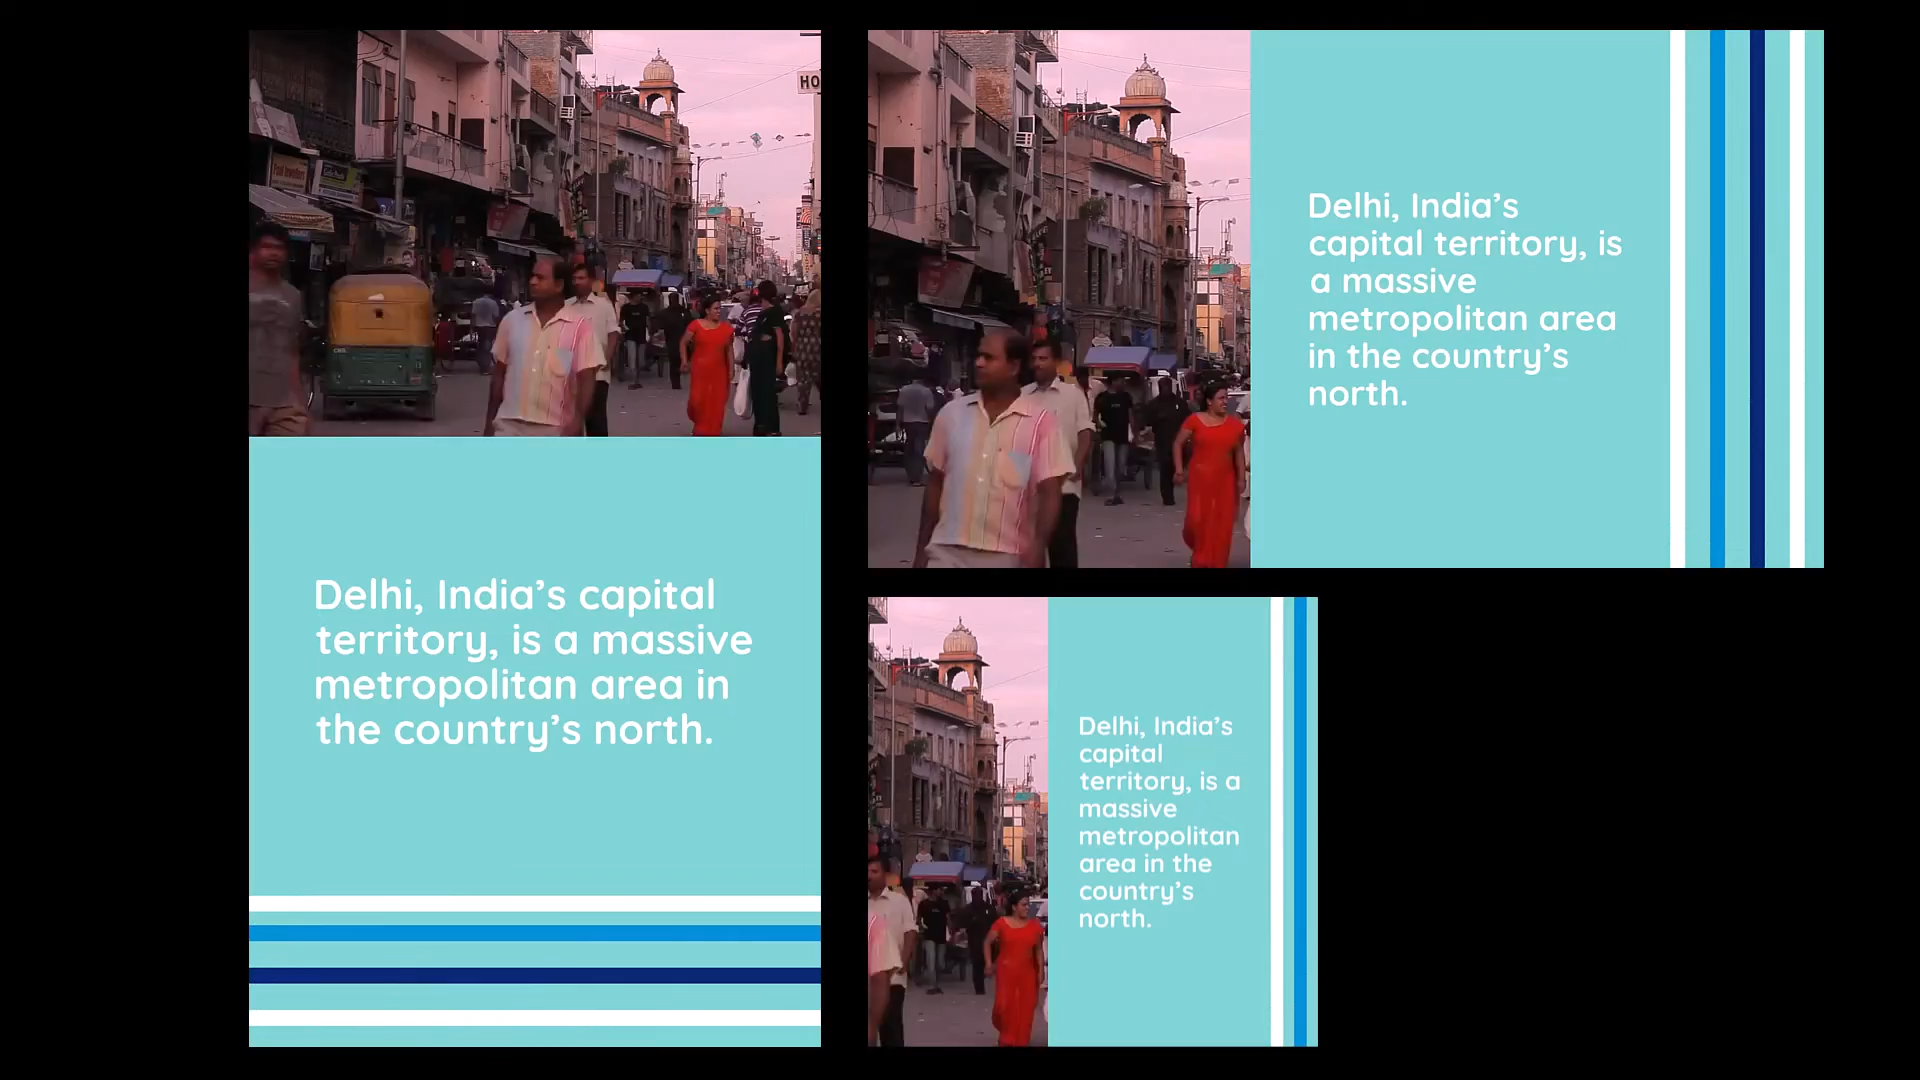 HO
Delhi, India’s capital
territory, is a massive
metropolitan area in
the country’s north.
Delhi, India’s
capital territory, is
a massive
metropolitan area
in the country’s
north.
Delhi, India’s
capital
territory, is a
massive
metropolitan
area in the
country’s
north.